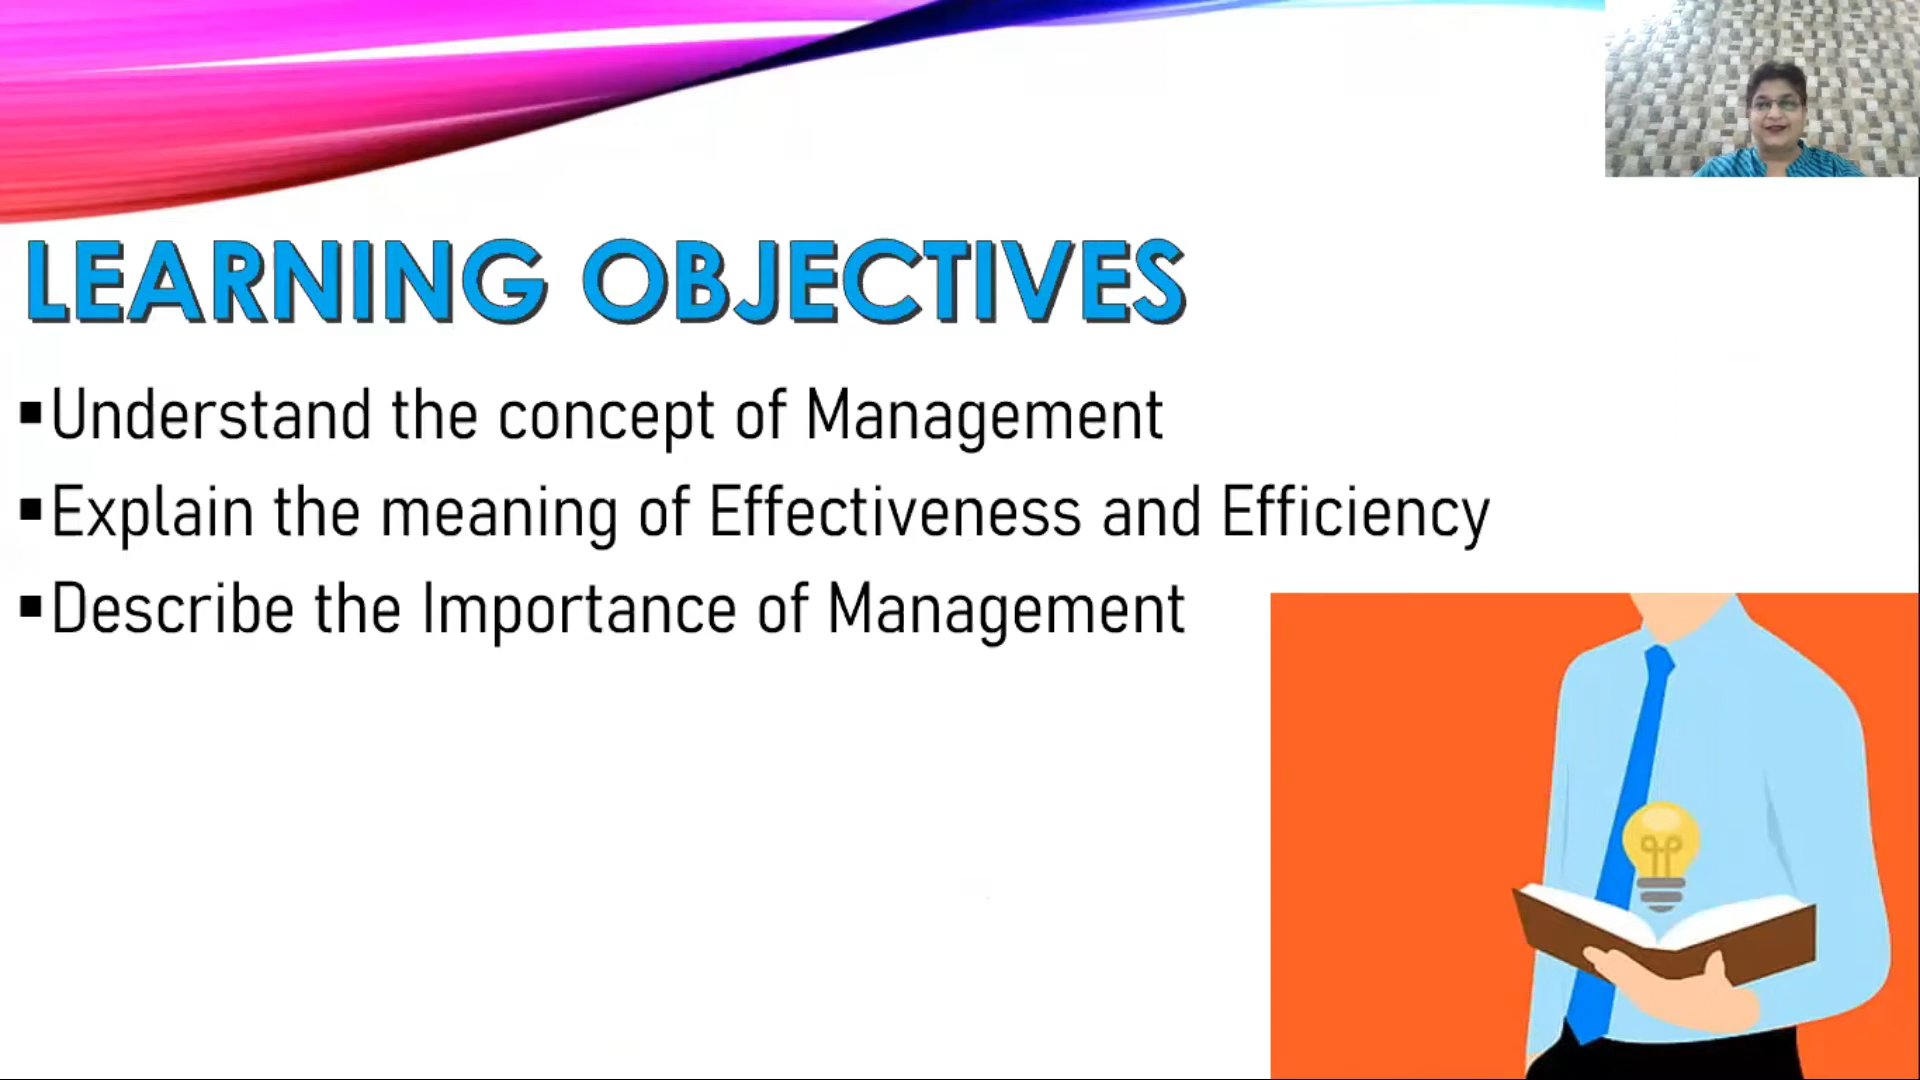 LEARNING OBJECTIVES
▪Understand the concept of Management
▪Explain the meaning of Effectiveness and Efficiency
▪Describe the Importance of Management